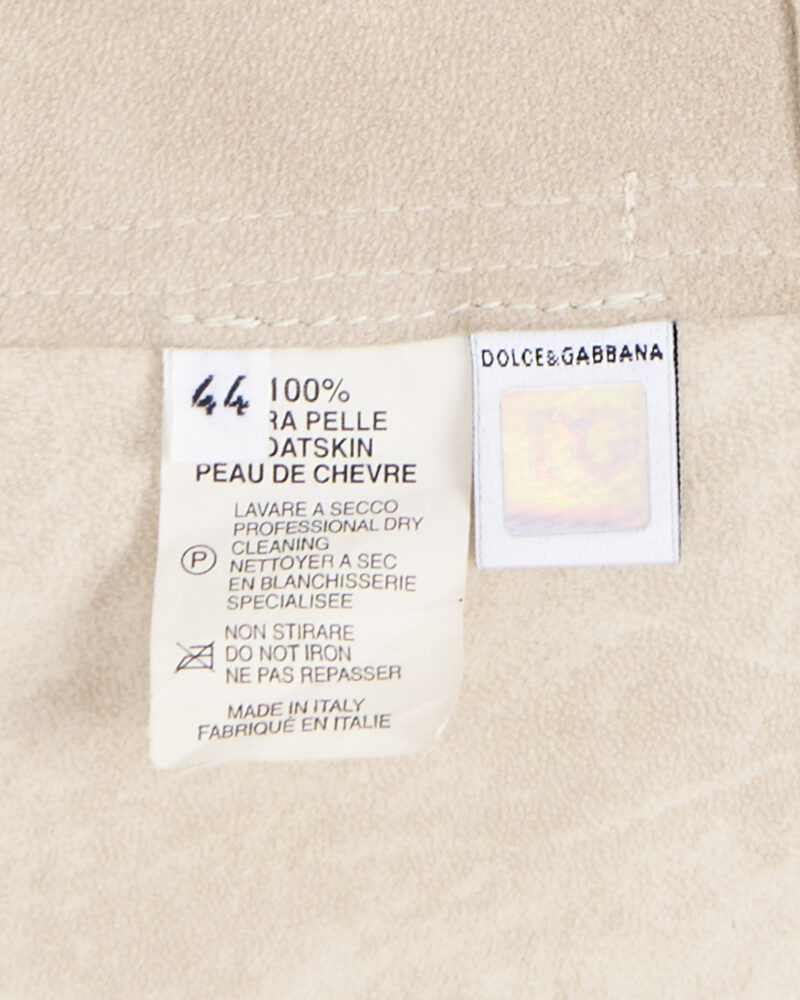 44
100%
RA PELLE
OATSKIN
PEAU DE CHEVRE
LAVARE A SECCO
PROFESSIONAL DRY
CLEANING
P
NETTOYER A SEC
EN BLANCHISSERIE
SPECIALISEE
NON STIRARE
DO NOT IRON
NE PAS REPASSER
MADE IN ITALY
FABRIQUÉ EN ITALIE
DOLCE&GABBANA
DG